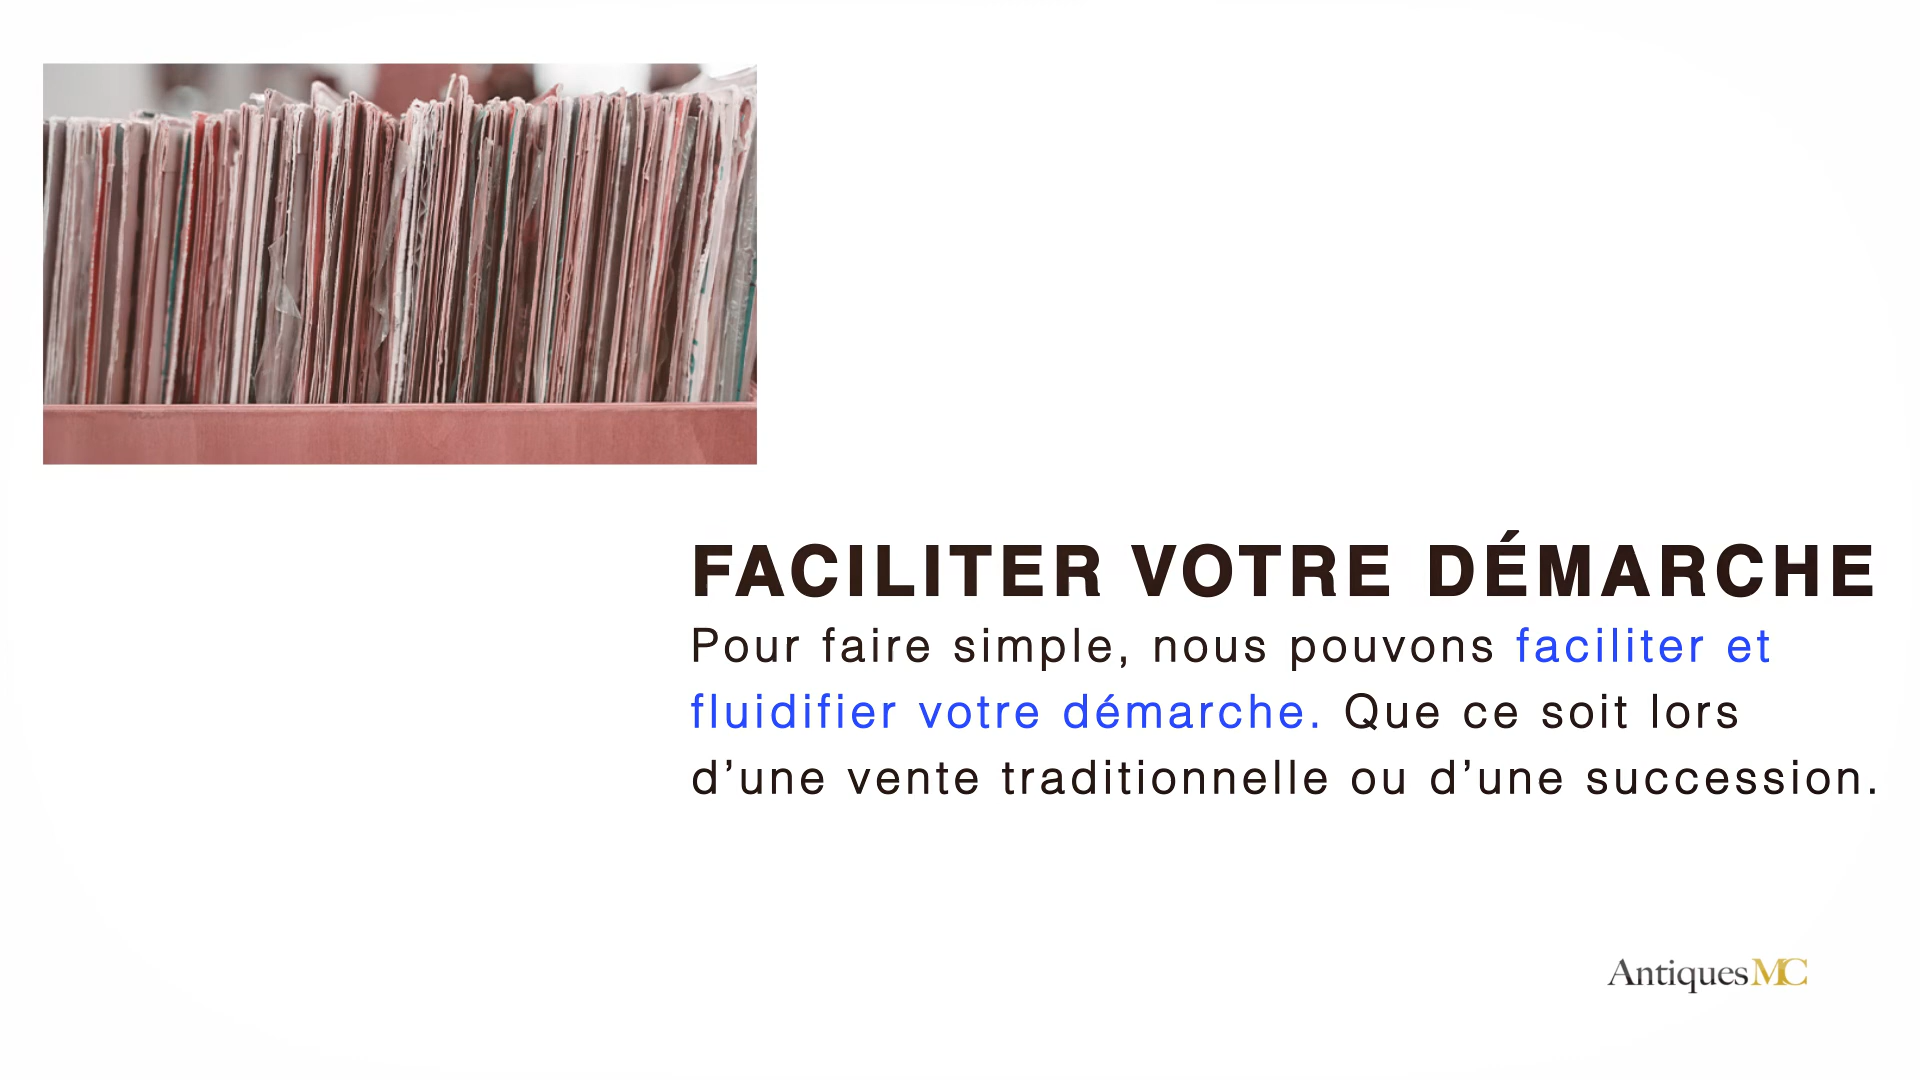 FACILITER VOTRE DÉMARCHE
Pour faire simple, nous pouvons faciliter et
fluidifier votre démarche. Que ce soit lors
d’une vente traditionnelle ou d’une succession.
AntiquesMC